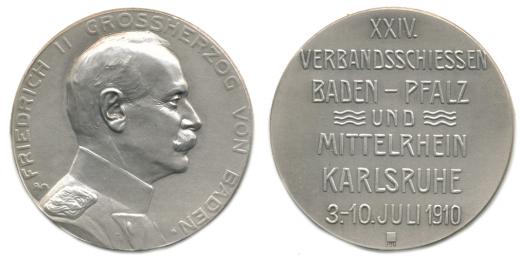 FRIEDRICH II GROSSHERZOG VON BADEN
XXIV.
VERBANDSSCHIESSEN
BADEN – PFALZ
UND
MITTELRHEIN
KARLSRUHE
3.-10. JULI 1910